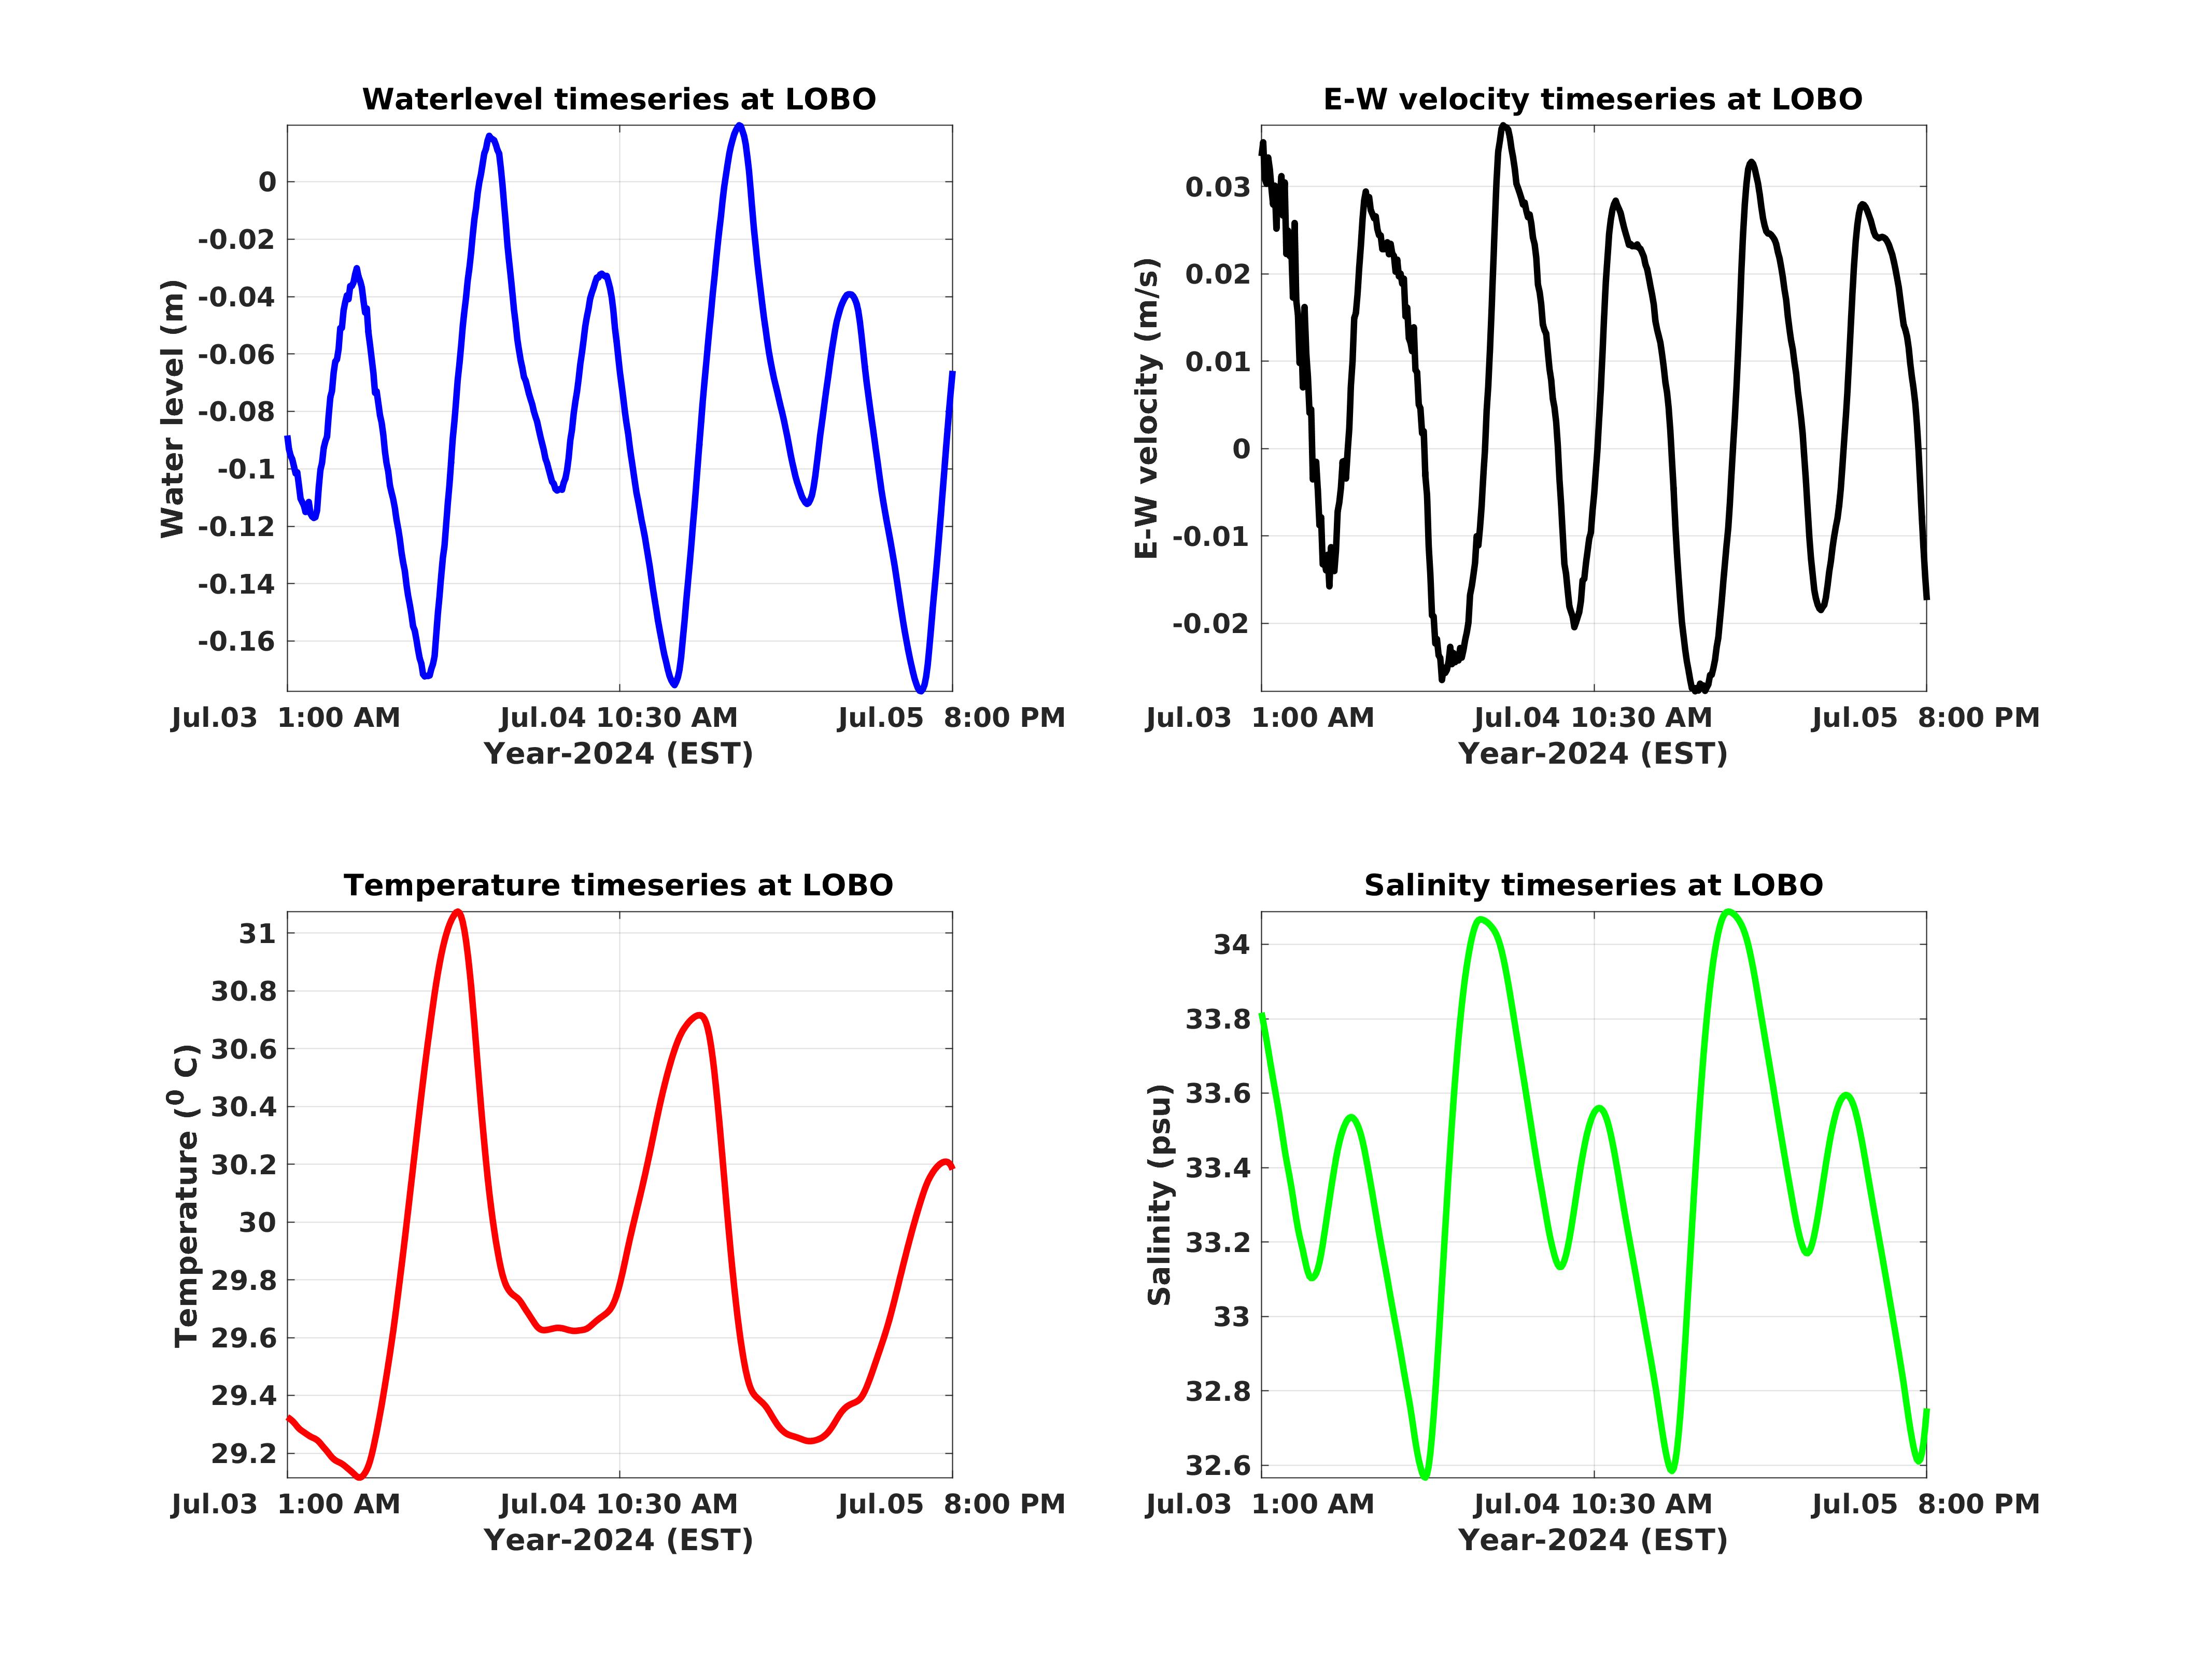 Waterlevel timeseries at LOBO
0
-0.02
-0.04
-0.06
-0.08
-0.1
-0.12
-0.14
-0.16
Water level (m)
Jul.03  1:00 AM
Jul.04 10:30 AM
Jul.05  8:00 PM
Year-2024 (EST)
E-W velocity timeseries at LOBO
0.03
0.02
0.01
0
-0.01
-0.02
E-W velocity (m/s)
Jul.03  1:00 AM
Jul.04 10:30 AM
Jul.05  8:00 PM
Year-2024 (EST)
Temperature timeseries at LOBO
31
30.8
30.6
30.4
30.2
30
29.8
29.6
29.4
29.2
Temperature (⁰ C)
Jul.03  1:00 AM
Jul.04 10:30 AM
Jul.05  8:00 PM
Year-2024 (EST)
Salinity timeseries at LOBO
34
33.8
33.6
33.4
33.2
33
32.8
32.6
Salinity (psu)
Jul.03  1:00 AM
Jul.04 10:30 AM
Jul.05  8:00 PM
Year-2024 (EST)